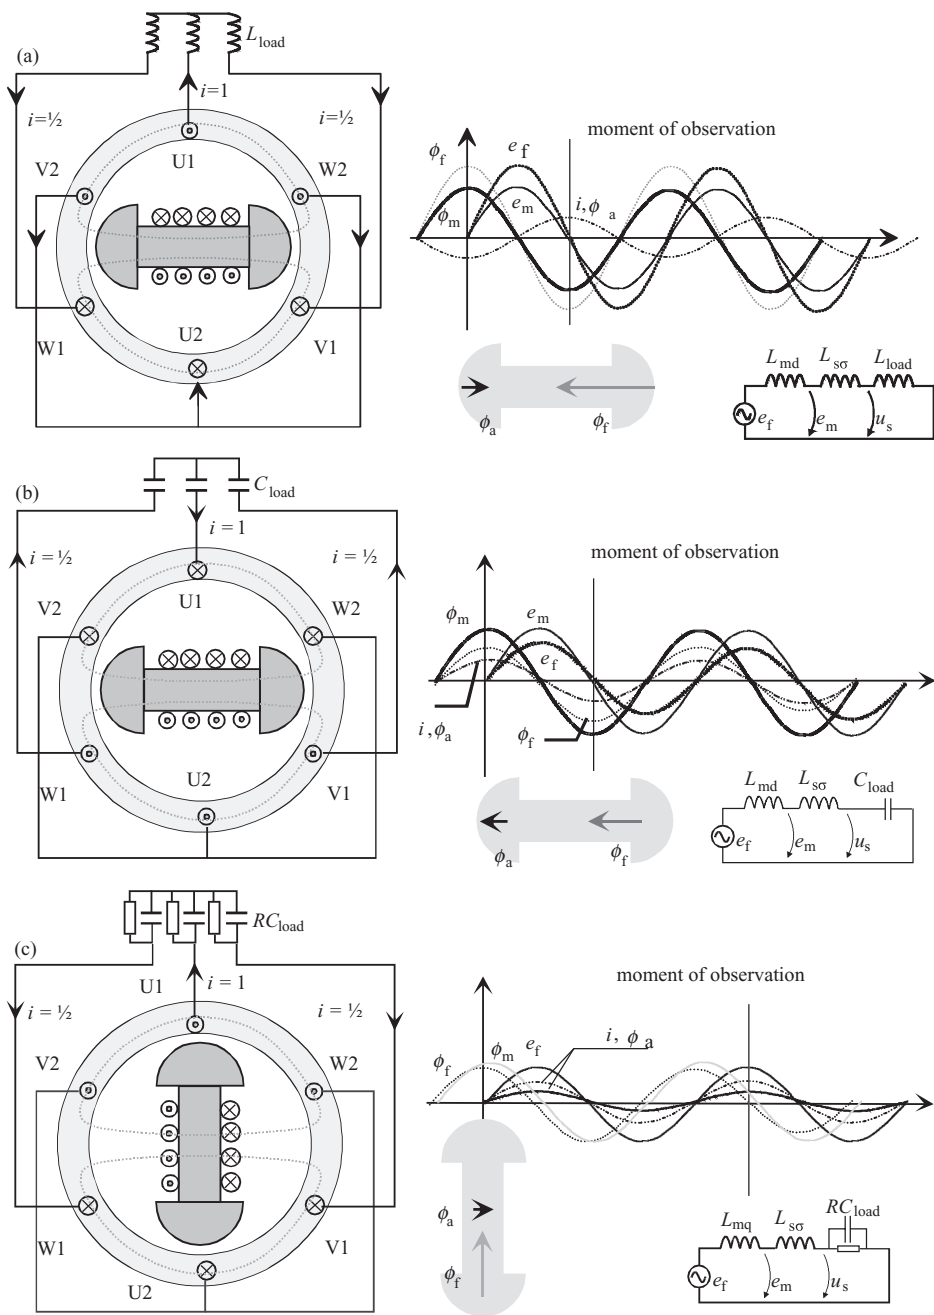 (a)
L_load
i=1
i=½
i=½
V2
U1
W2
W1
U2
V1
moment of observation
ϕ_f
e_f
ϕ_m
e_m
i, ϕ_a
ϕ_a
ϕ_f
L_md
L_sσ
L_load
e_f
e_m
u_s
(b)
C_load
i = 1
i = ½
i = ½
V2
U1
W2
W1
U2
V1
moment of observation
ϕ_m
e_m
e_f
i, ϕ_a
ϕ_f
ϕ_a
ϕ_f
L_md
L_sσ
C_load
e_f
e_m
u_s
(c)
RC_load
U1
i = 1
i = ½
i = ½
V2
W2
W1
V1
U2
moment of observation
ϕ_f
ϕ_m
e_f
i, ϕ_a
ϕ_a
ϕ_f
RC_load
L_mq
L_sσ
e_f
e_m
u_s